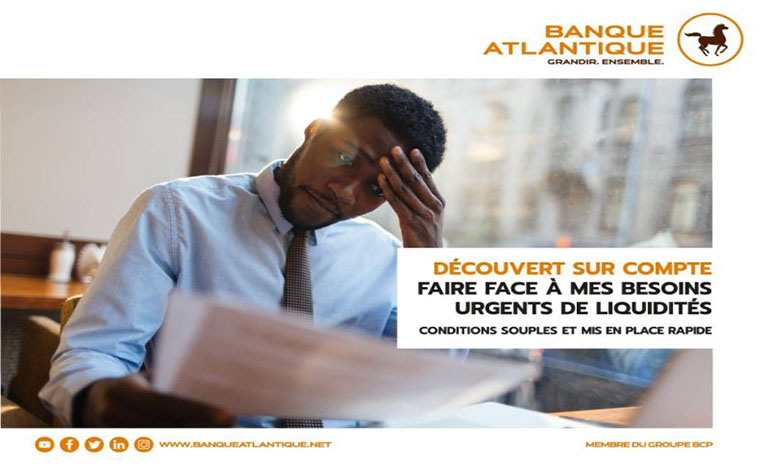 BANQUE
ATLANTIQUE
GRANDIR. ENSEMBLE.
DÉCOUVERT SUR COMPTE
FAIRE FACE À MES BESOINS
URGENTS DE LIQUIDITÉS
CONDITIONS SOUPLES ET MIS EN PLACE RAPIDE
WWW.BANQUEATLANTIQUE.NET
MEMBRE DU GROUPE BCP